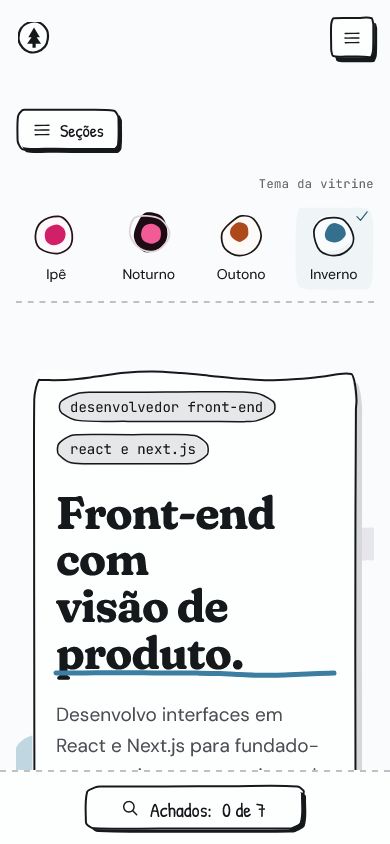 Seções
Tema da vitrine
Ipê
Noturno
Outono
Inverno
desenvolvedor front-end
react e next.js
Front-end
com
visão de
produto.
Desenvolvo interfaces em
React e Next.js para fundado-
Achados: 0 de 7